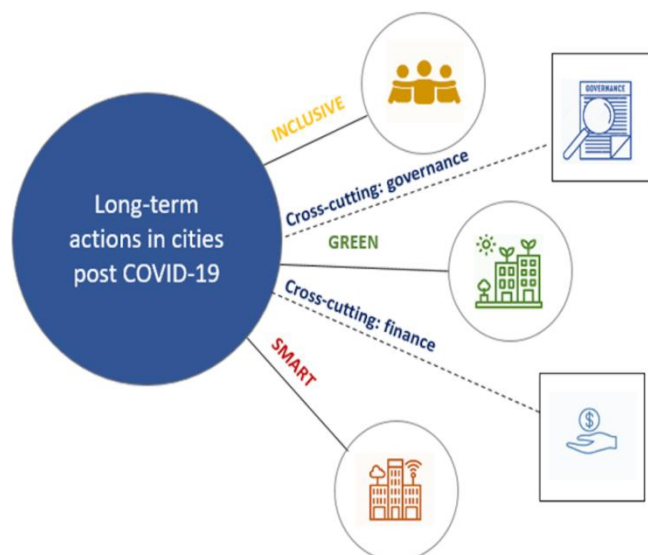 INCLUSIVE
GOVERNANCE
Cross-cutting: governance
Long-term
actions in cities
post COVID-19
GREEN
Cross-cutting: finance
SMART
$